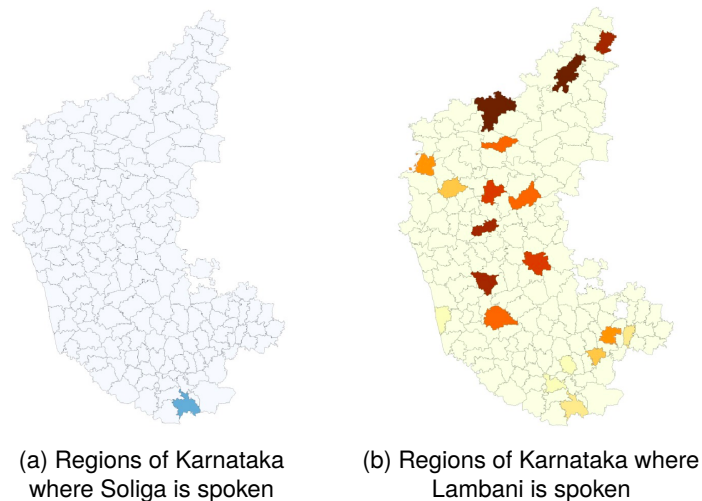 (a) Regions of Karnataka
where Soliga is spoken
(b) Regions of Karnataka where
Lambani is spoken